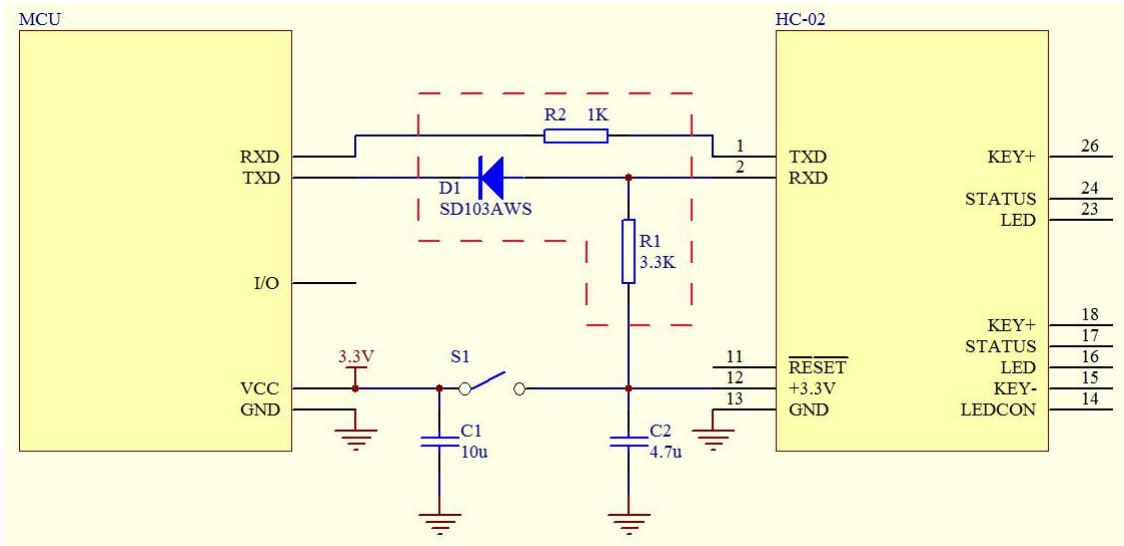 MCU
HC-02
R2 1K
RXD
1
TXD
KEY+
26
TXD
2
RXD
D1
SD103AWS
STATUS
24
LED
23
R1
3.3K
I/O
KEY+
18
STATUS
17
3.3V
S1
11
RESET
LED
16
VCC
12
+3.3V
KEY-
15
GND
13
GND
LEDCON
14
C1
10u
C2
4.7u